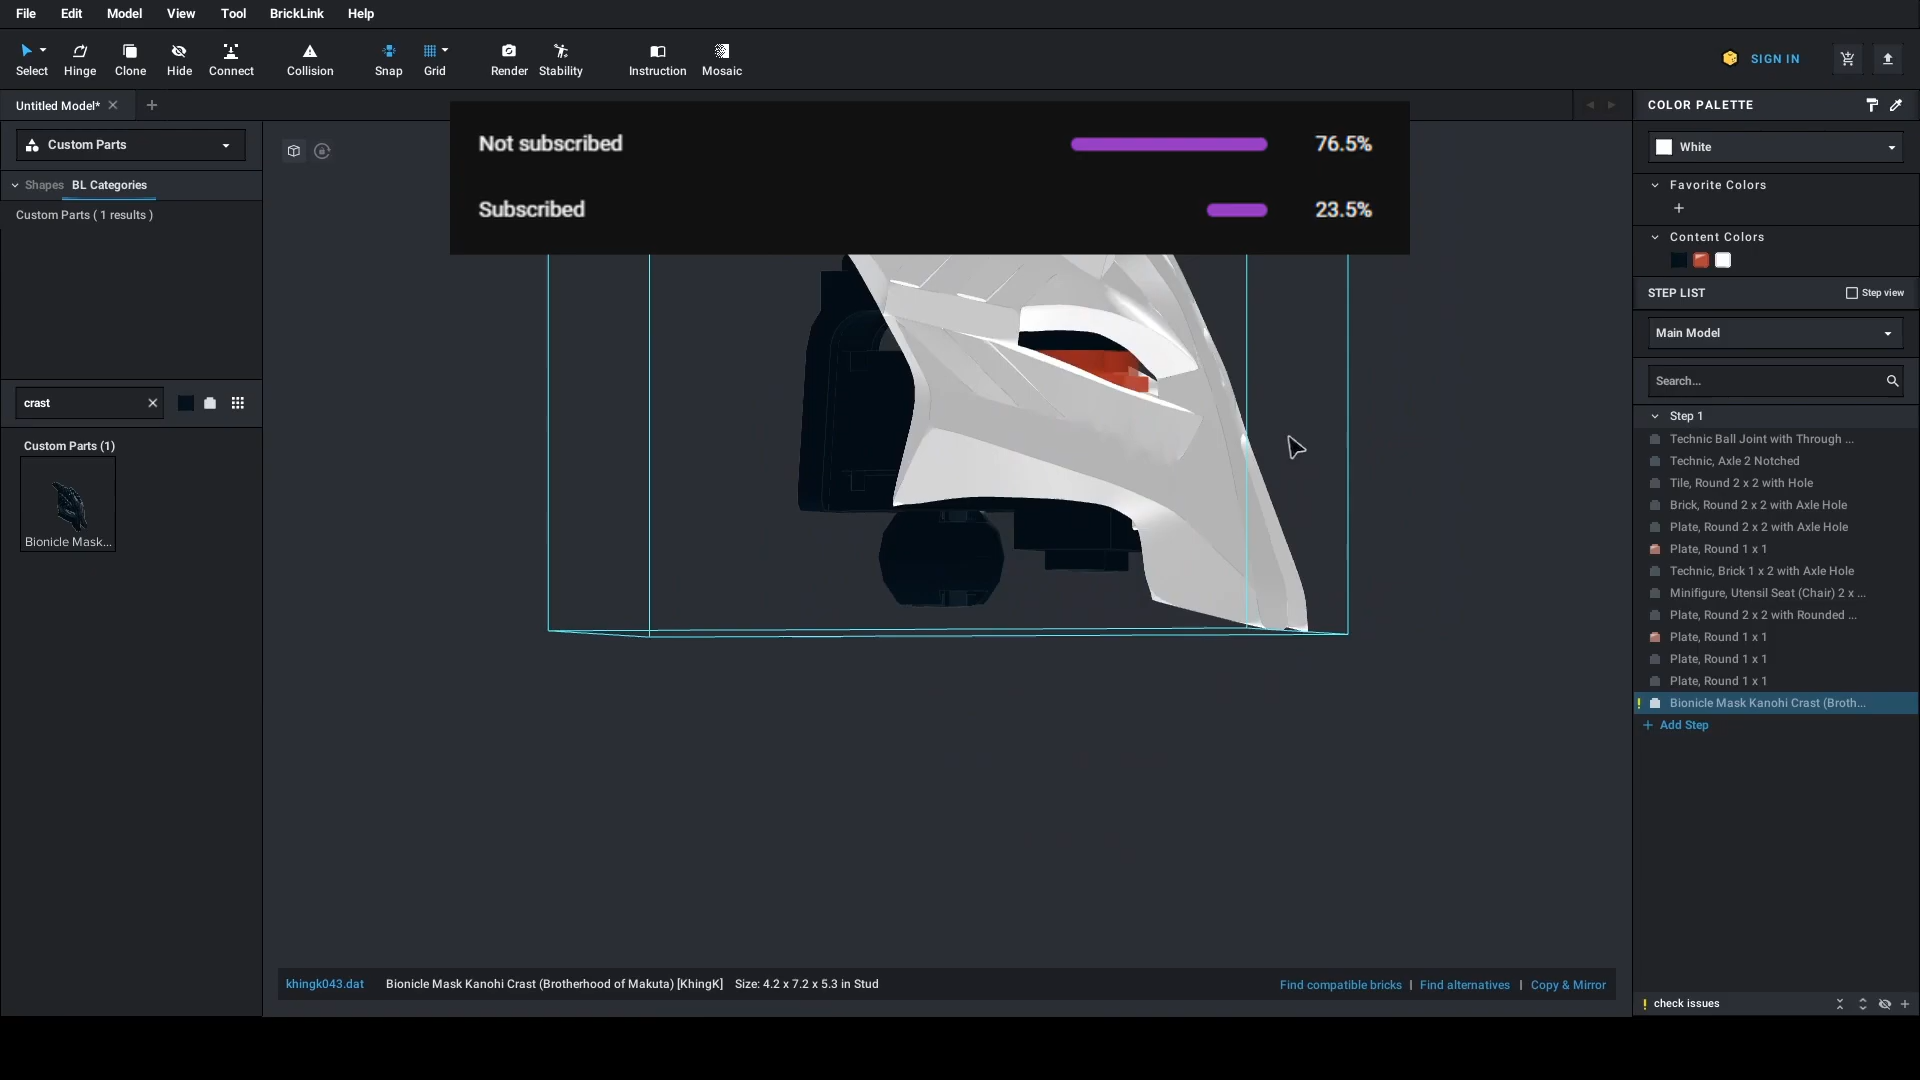 File Edit Model View Tool BrickLink Help
Select Hinge Clone Hide Connect Collision Snap Grid Render Stability Instruction Mosaic
SIGN IN
Untitled Model*
Custom Parts
Shapes BL Categories
Custom Parts ( 1 results )
crast
Custom Parts (1)
Bionicle Mask...
Not subscribed 76.5%
Subscribed 23.5%
khingk043.dat Bionicle Mask Kanohi Crast (Brotherhood of Makuta) [KhingK] Size: 4.2 x 7.2 x 5.3 in Stud
Find compatible bricks | Find alternatives | Copy & Mirror
COLOR PALETTE
White
Favorite Colors
+
Content Colors
STEP LIST Step view
Main Model
Search...
Step 1
Technic Ball Joint with Through ...
Technic, Axle 2 Notched
Tile, Round 2 x 2 with Hole
Brick, Round 2 x 2 with Axle Hole
Plate, Round 2 x 2 with Axle Hole
Plate, Round 1 x 1
Technic, Brick 1 x 2 with Axle Hole
Minifigure, Utensil Seat (Chair) 2 x ...
Plate, Round 2 x 2 with Rounded ...
Plate, Round 1 x 1
Plate, Round 1 x 1
Plate, Round 1 x 1
! Bionicle Mask Kanohi Crast (Broth...
+ Add Step
! check issues